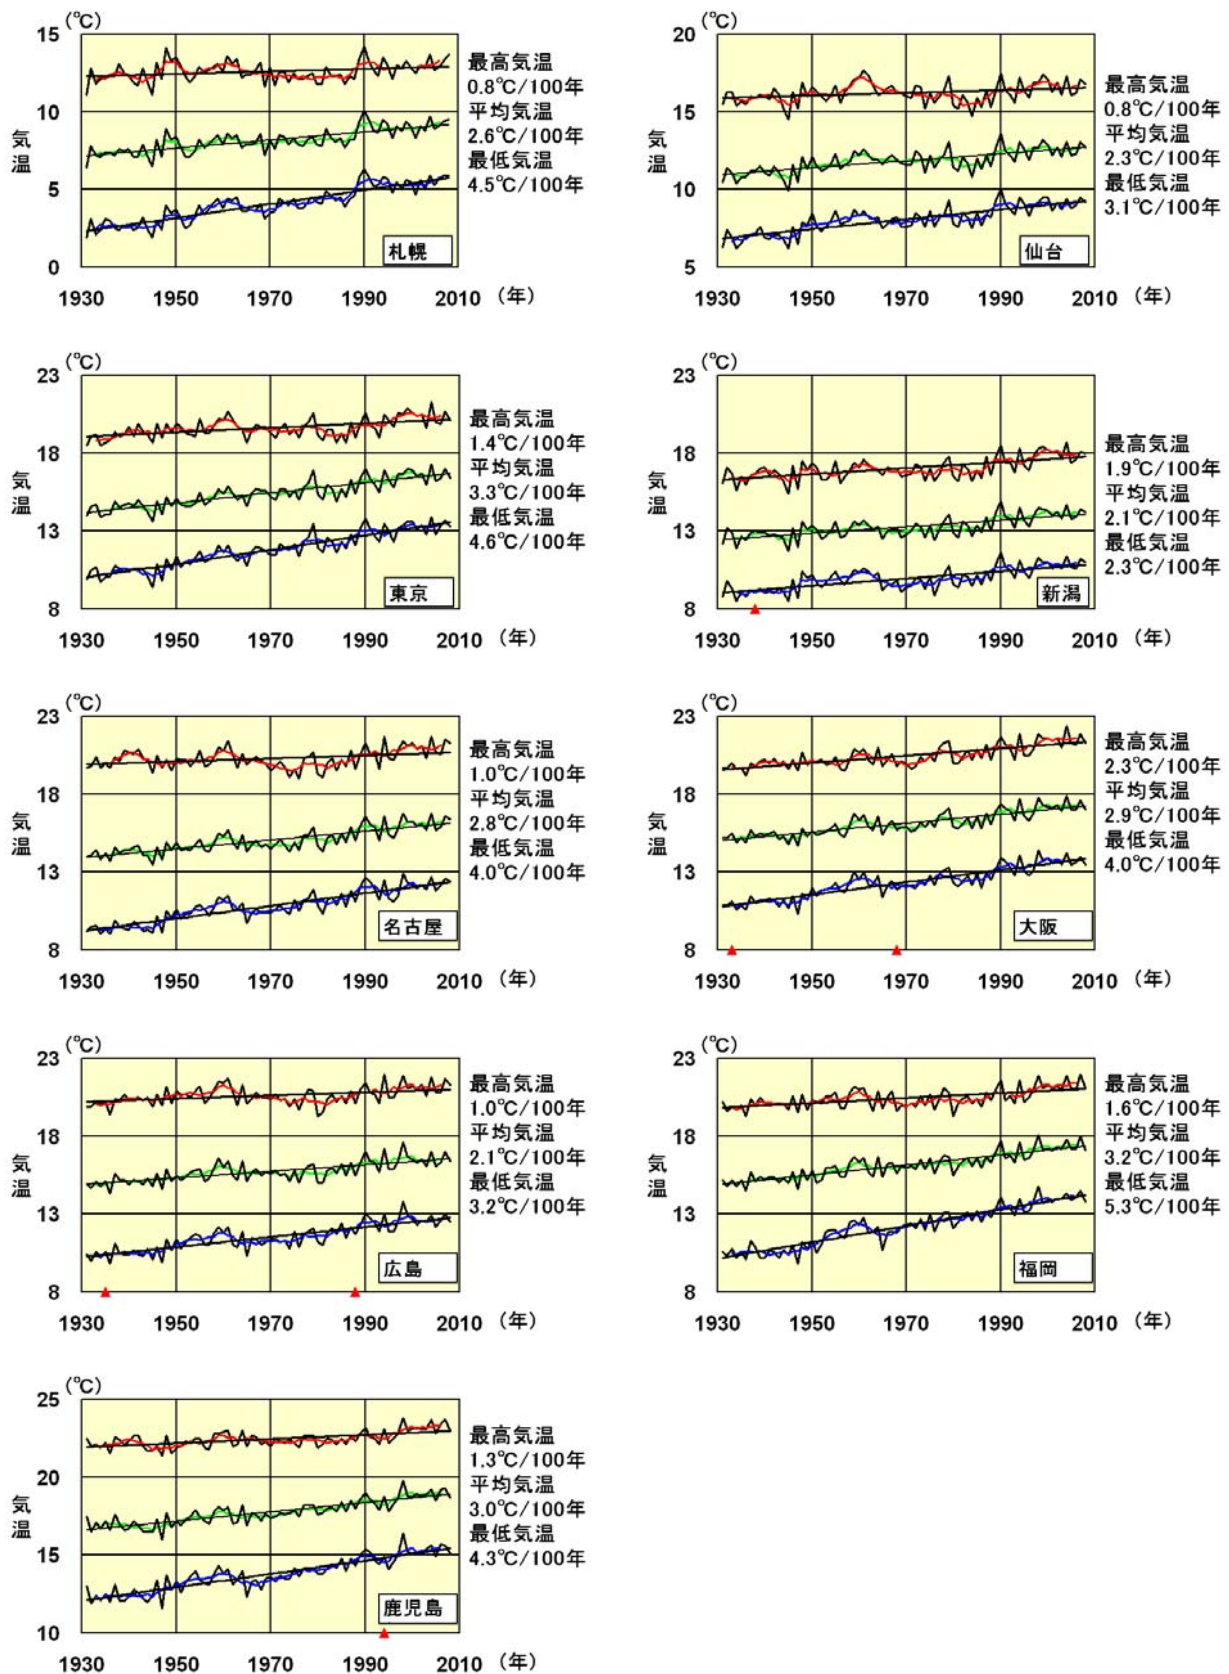 (℃)
15
10
5
0
気温
1930 1950 1970 1990 2010 (年)
最高気温
0.8℃/100年
平均気温
2.6℃/100年
最低気温
4.5℃/100年
札幌
(℃)
20
15
10
5
気温
1930 1950 1970 1990 2010 (年)
最高気温
0.8℃/100年
平均気温
2.3℃/100年
最低気温
3.1℃/100年
仙台
(℃)
23
18
13
8
気温
1930 1950 1970 1990 2010 (年)
最高気温
1.4℃/100年
平均気温
3.3℃/100年
最低気温
4.6℃/100年
東京
(℃)
23
18
13
8
気温
1930 1950 1970 1990 2010 (年)
最高気温
1.9℃/100年
平均気温
2.1℃/100年
最低気温
2.3℃/100年
新潟
(℃)
23
18
13
8
気温
1930 1950 1970 1990 2010 (年)
最高気温
1.0℃/100年
平均気温
2.8℃/100年
最低気温
4.0℃/100年
名古屋
(℃)
23
18
13
8
気温
1930 1950 1970 1990 2010 (年)
最高気温
2.3℃/100年
平均気温
2.9℃/100年
最低気温
4.0℃/100年
大阪
(℃)
23
18
13
8
気温
1930 1950 1970 1990 2010 (年)
最高気温
1.0℃/100年
平均気温
2.1℃/100年
最低気温
3.2℃/100年
広島
(℃)
23
18
13
8
気温
1930 1950 1970 1990 2010 (年)
最高気温
1.6℃/100年
平均気温
3.2℃/100年
最低気温
5.3℃/100年
福岡
(℃)
25
20
15
10
気温
1930 1950 1970 1990 2010 (年)
最高気温
1.3℃/100年
平均気温
3.0℃/100年
最低気温
4.3℃/100年
鹿児島